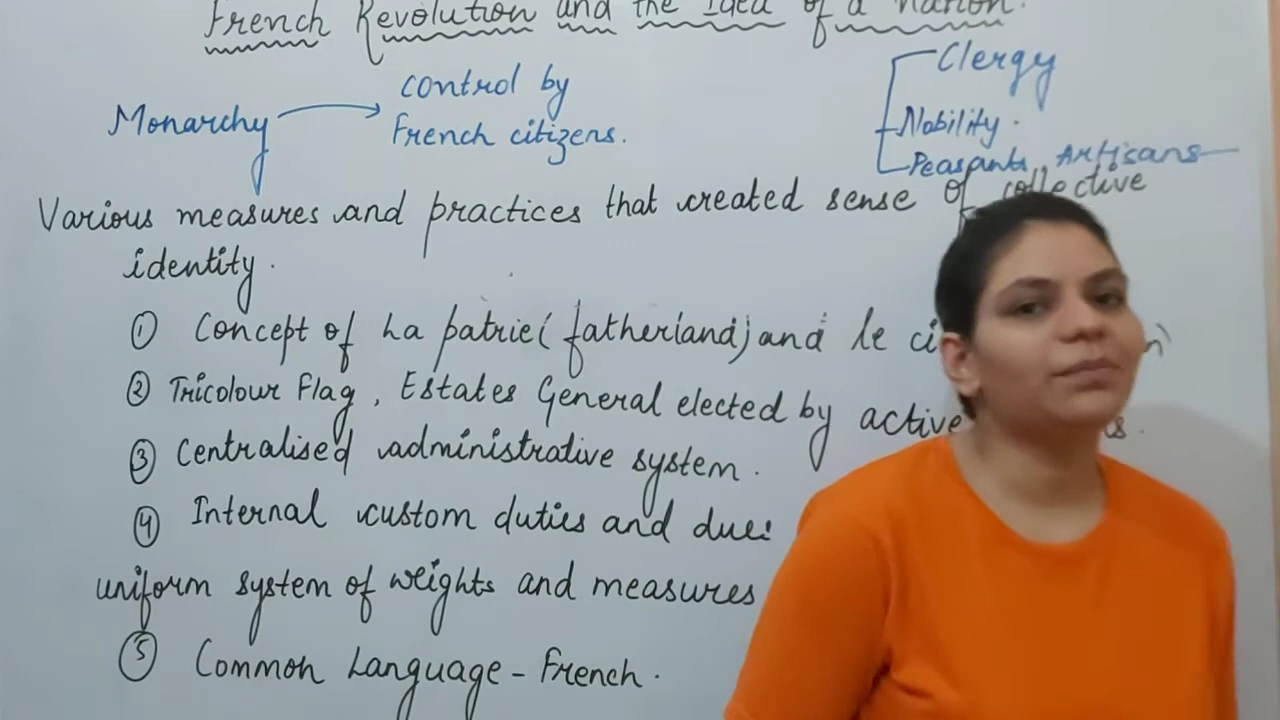 French Revolution and the Idea of a nation.
Clergy
control by
Monarchy
Nobility.
French citizens.
Peasants, Artisans
Various measures and practices that created sense of collective
identity.
① Concept of La patrie (fatherland) and le
② Tricolour Flag, Estates General elected by active
③ Centralised administrative system.
④ Internal custom duties and dues
uniform system of weights and measures
⑤ Common Language - French.